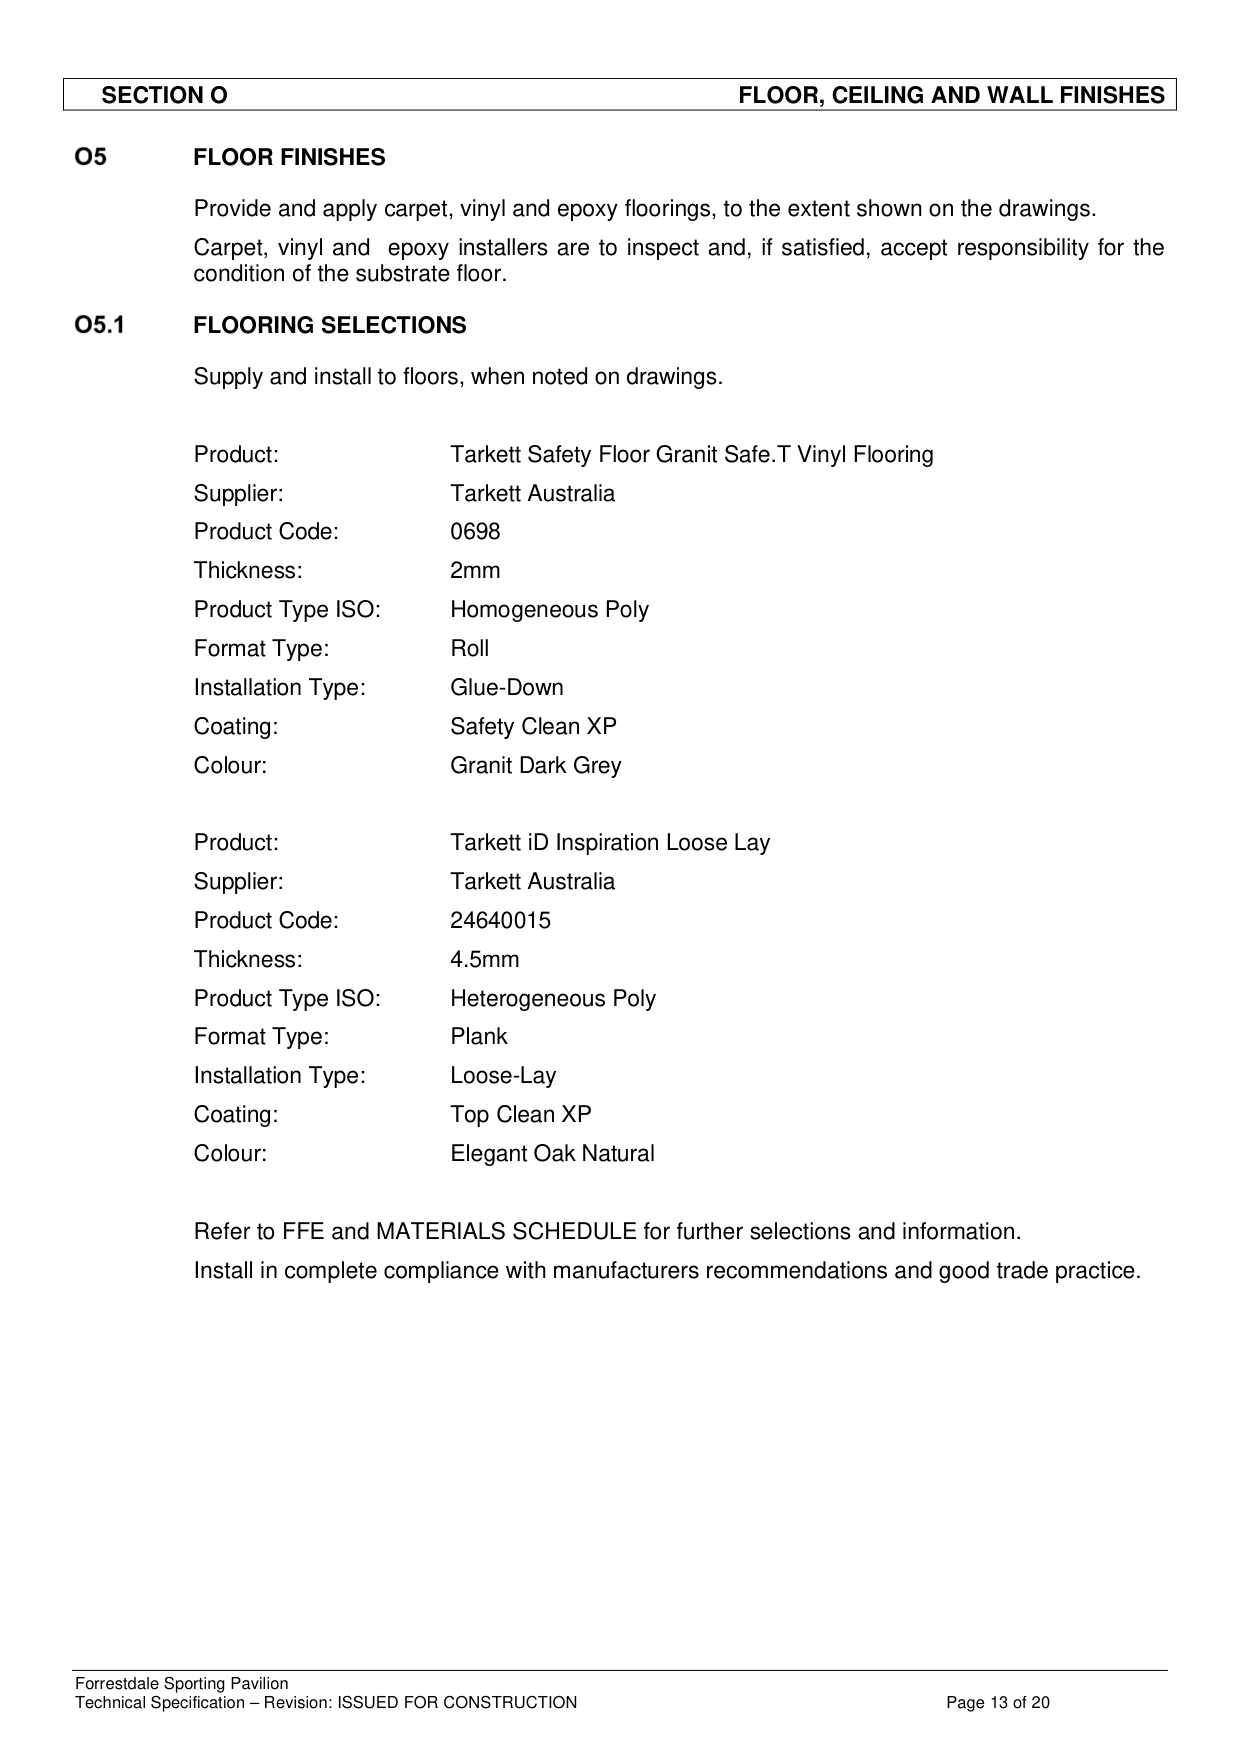 SECTION O FLOOR, CEILING AND WALL FINISHES
O5 FLOOR FINISHES
Provide and apply carpet, vinyl and epoxy floorings, to the extent shown on the drawings.
Carpet, vinyl and epoxy installers are to inspect and, if satisfied, accept responsibility for the
condition of the substrate floor.
O5.1 FLOORING SELECTIONS
Supply and install to floors, when noted on drawings.
Product: Tarkett Safety Floor Granit Safe.T Vinyl Flooring
Supplier: Tarkett Australia
Product Code: 0698
Thickness: 2mm
Product Type ISO: Homogeneous Poly
Format Type: Roll
Installation Type: Glue-Down
Coating: Safety Clean XP
Colour: Granit Dark Grey
Product: Tarkett iD Inspiration Loose Lay
Supplier: Tarkett Australia
Product Code: 24640015
Thickness: 4.5mm
Product Type ISO: Heterogeneous Poly
Format Type: Plank
Installation Type: Loose-Lay
Coating: Top Clean XP
Colour: Elegant Oak Natural
Refer to FFE and MATERIALS SCHEDULE for further selections and information.
Install in complete compliance with manufacturers recommendations and good trade practice.
Forrestdale Sporting Pavilion
Technical Specification – Revision: ISSUED FOR CONSTRUCTION Page 13 of 20